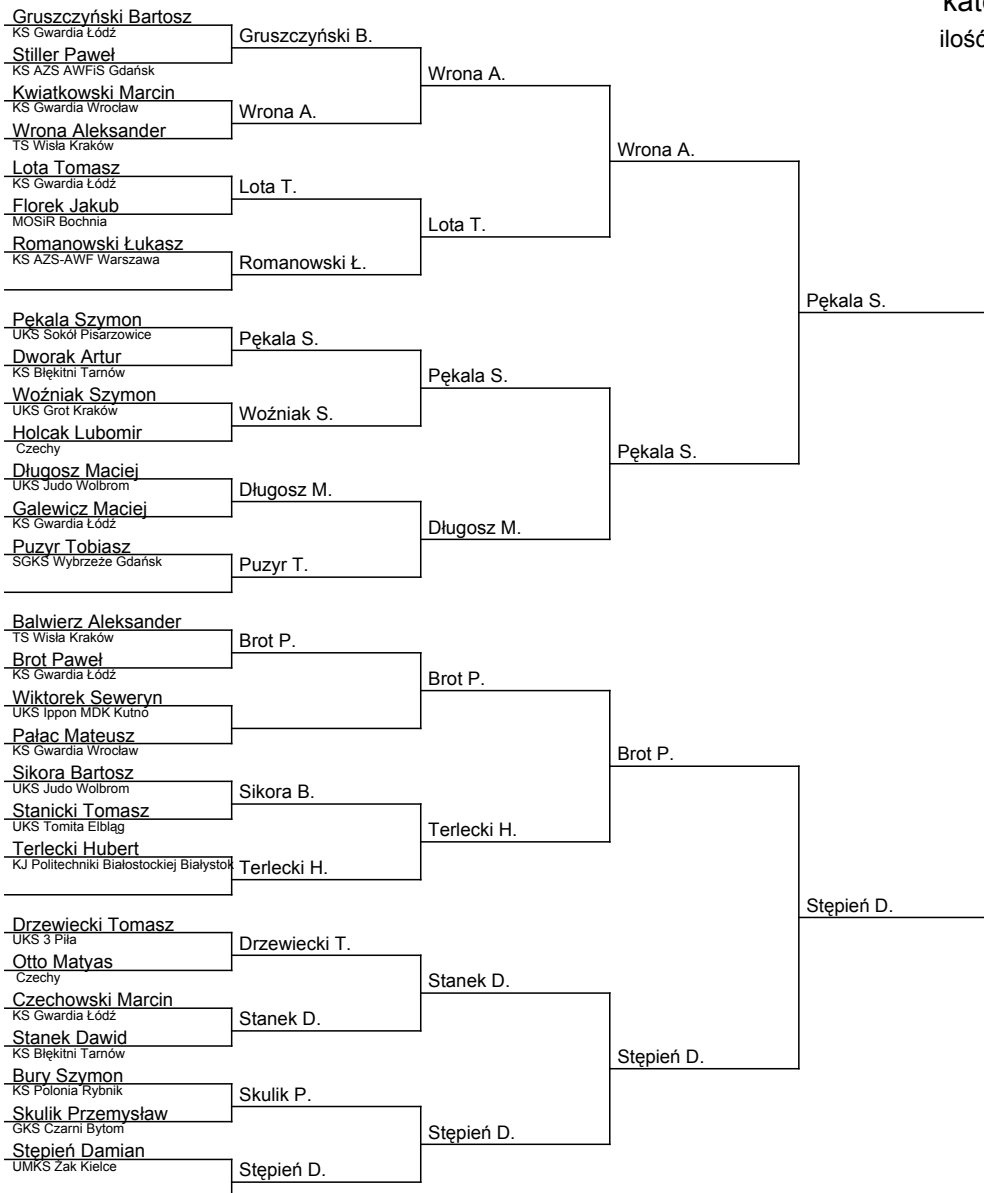 kate
ilość
Gruszczyński Bartosz
KS Gwardia Łódź
Stiller Paweł
KS AZS AWFiS Gdańsk
Kwiatkowski Marcin
KS Gwardia Wrocław
Wrona Aleksander
TS Wisła Kraków
Lota Tomasz
KS Gwardia Łódź
Florek Jakub
MOSiR Bochnia
Romanowski Łukasz
KS AZS-AWF Warszawa
Pękala Szymon
UKS Sokół Pisarzowice
Dworak Artur
KS Błękitni Tarnów
Woźniak Szymon
UKS Grot Kraków
Holcak Lubomir
Czechy
Długosz Maciej
UKS Judo Wolbrom
Galewicz Maciej
KS Gwardia Łódź
Puzyr Tobiasz
SGKS Wybrzeże Gdańsk
Balwierz Aleksander
TS Wisła Kraków
Brot Paweł
KS Gwardia Łódź
Wiktorek Seweryn
UKS Ippon MDK Kutno
Pałac Mateusz
KS Gwardia Wrocław
Sikora Bartosz
UKS Judo Wolbrom
Stanicki Tomasz
UKS Tomita Elbląg
Terlecki Hubert
KJ Politechniki Białostockiej Białystok
Drzewiecki Tomasz
UKS 3 Piła
Otto Matyas
Czechy
Czechowski Marcin
KS Gwardia Łódź
Stanek Dawid
KS Błękitni Tarnów
Bury Szymon
KS Polonia Rybnik
Skulik Przemysław
GKS Czarni Bytom
Stępień Damian
UMKS Żak Kielce
Gruszczyński B.
Wrona A.
Lota T.
Romanowski Ł.
Pękala S.
Woźniak S.
Długosz M.
Puzyr T.
Brot P.
Sikora B.
Terlecki H.
Drzewiecki T.
Stanek D.
Skulik P.
Stępień D.
Wrona A.
Lota T.
Pękala S.
Długosz M.
Brot P.
Terlecki H.
Stanek D.
Stępień D.
Wrona A.
Pękala S.
Brot P.
Stępień D.
Pękala S.
Stępień D.